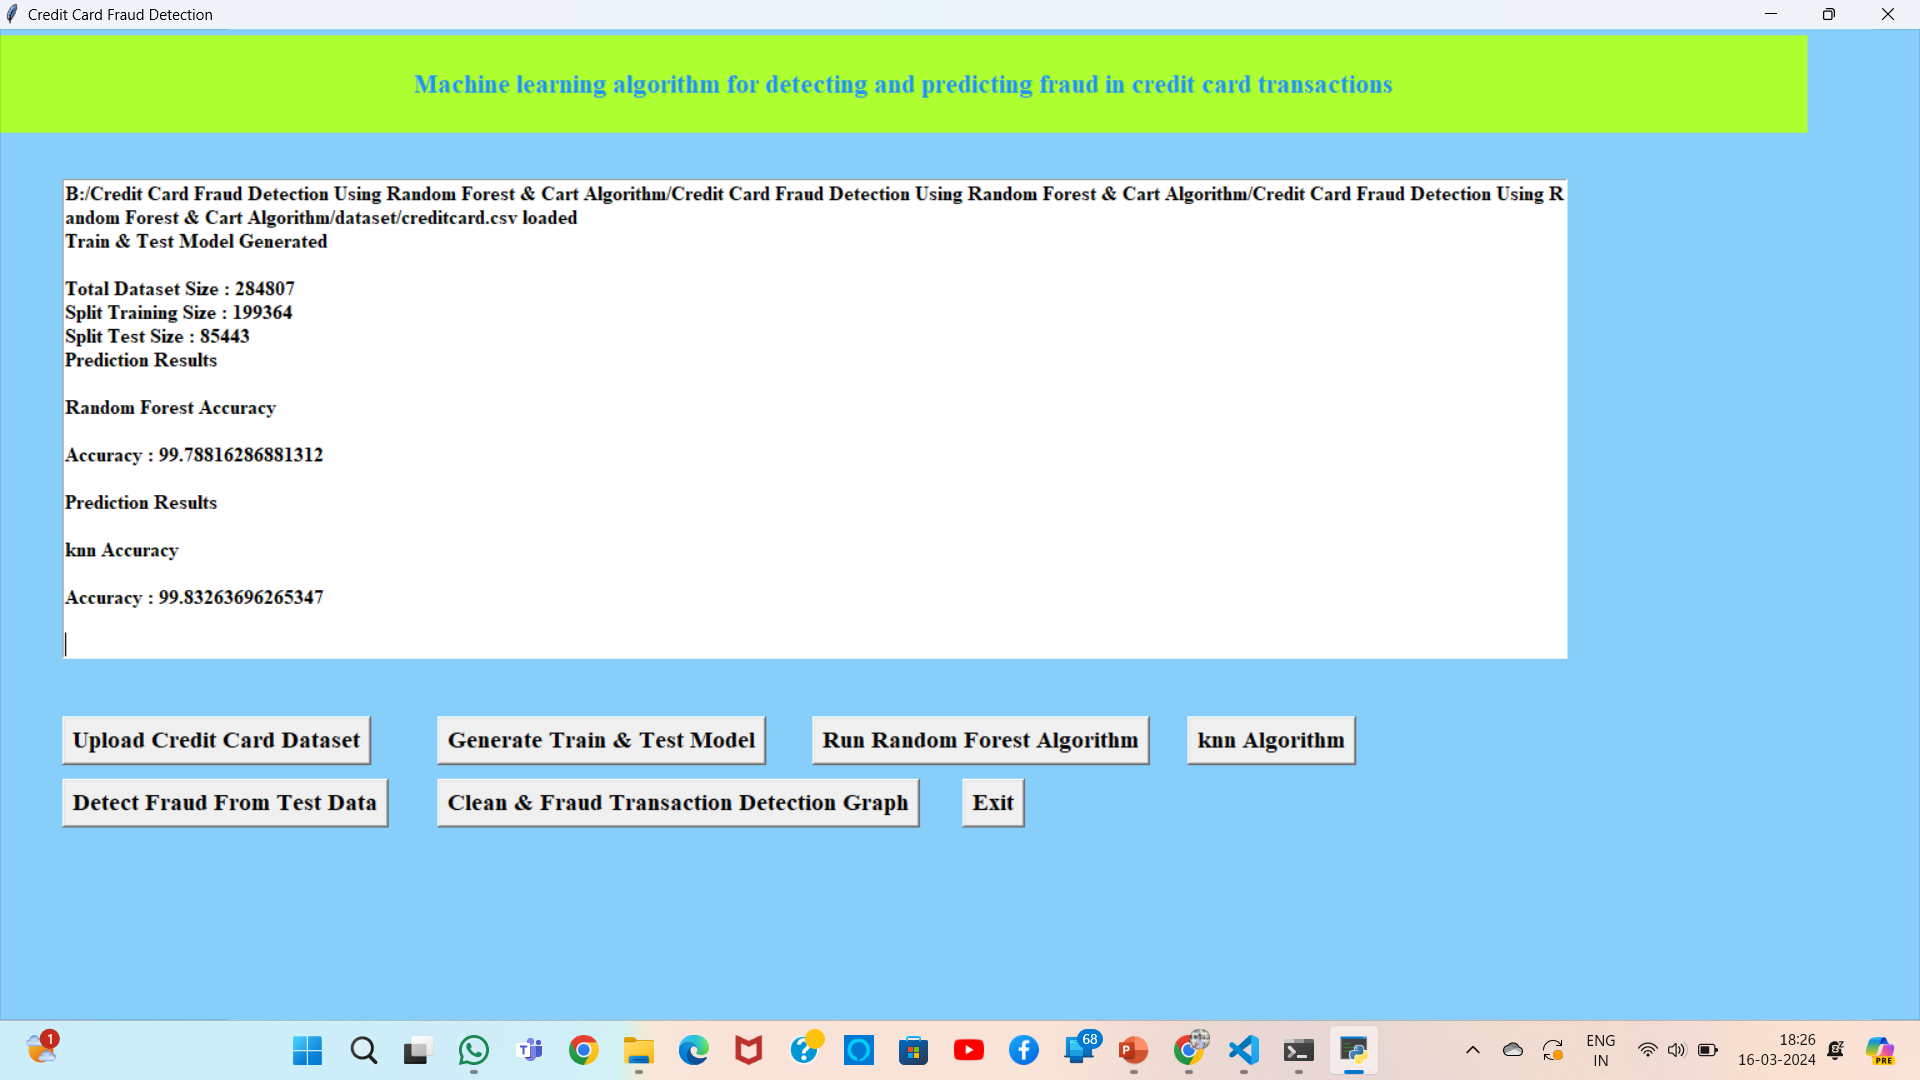 Credit Card Fraud Detection
Machine learning algorithm for detecting and predicting fraud in credit card transactions
B:/Credit Card Fraud Detection Using Random Forest & Cart Algorithm/Credit Card Fraud Detection Using Random Forest & Cart Algorithm/Credit Card Fraud Detection Using R
andom Forest & Cart Algorithm/dataset/creditcard.csv loaded
Train & Test Model Generated
Total Dataset Size : 284807
Split Training Size : 199364
Split Test Size : 85443
Prediction Results
Random Forest Accuracy
Accuracy : 99.78816286881312
Prediction Results
knn Accuracy
Accuracy : 99.83263696265347
Upload Credit Card Dataset
Generate Train & Test Model
Run Random Forest Algorithm
knn Algorithm
Detect Fraud From Test Data
Clean & Fraud Transaction Detection Graph
Exit
1
68
ENG
IN
18:26
16-03-2024
PRE